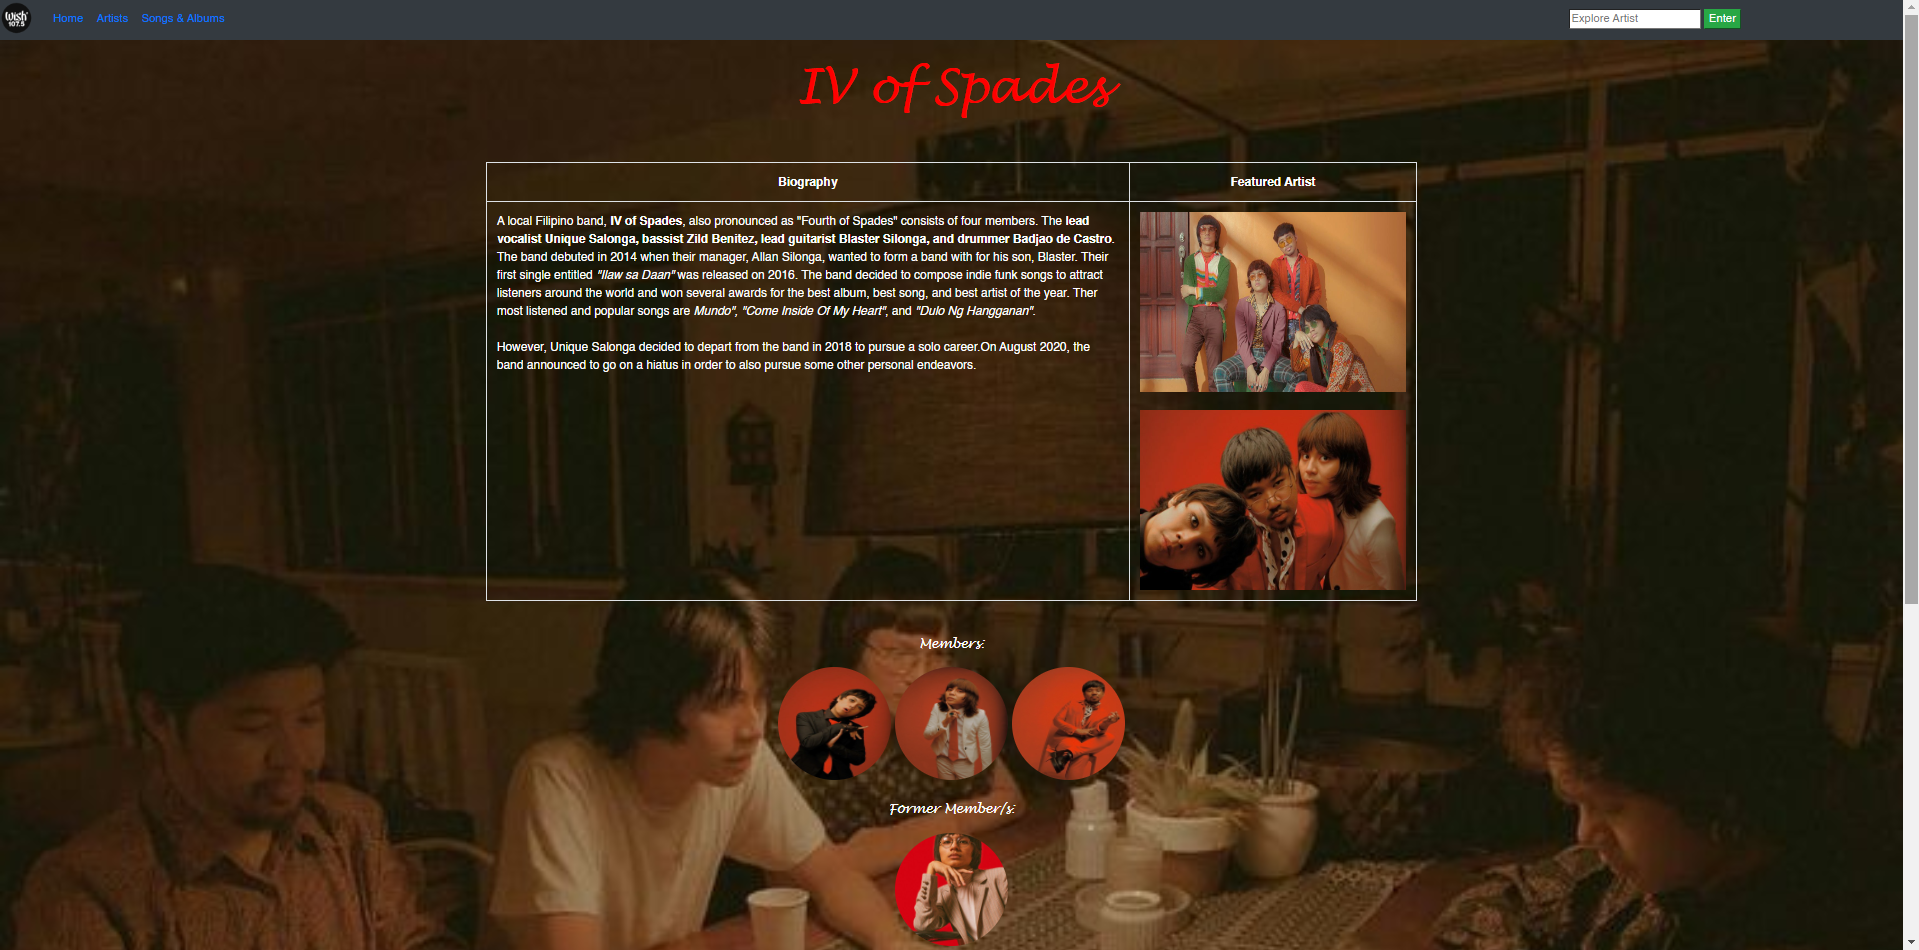 Wish
107.5
Home Artists Songs & Albums
Explore Artist Enter
IV of Spades
Biography
Featured Artist
A local Filipino band, IV of Spades, also pronounced as "Fourth of Spades" consists of four members. The lead
vocalist Unique Salonga, bassist Zild Benitez, lead guitarist Blaster Silonga, and drummer Badjao de Castro.
The band debuted in 2014 when their manager, Allan Silonga, wanted to form a band with for his son, Blaster. Their
first single entitled "Ilaw sa Daan" was released on 2016. The band decided to compose indie funk songs to attract
listeners around the world and won several awards for the best album, best song, and best artist of the year. Ther
most listened and popular songs are Mundo", "Come Inside Of My Heart", and "Dulo Ng Hangganan".
However, Unique Salonga decided to depart from the band in 2018 to pursue a solo career.On August 2020, the
band announced to go on a hiatus in order to also pursue some other personal endeavors.
Members:
Former Member/s: